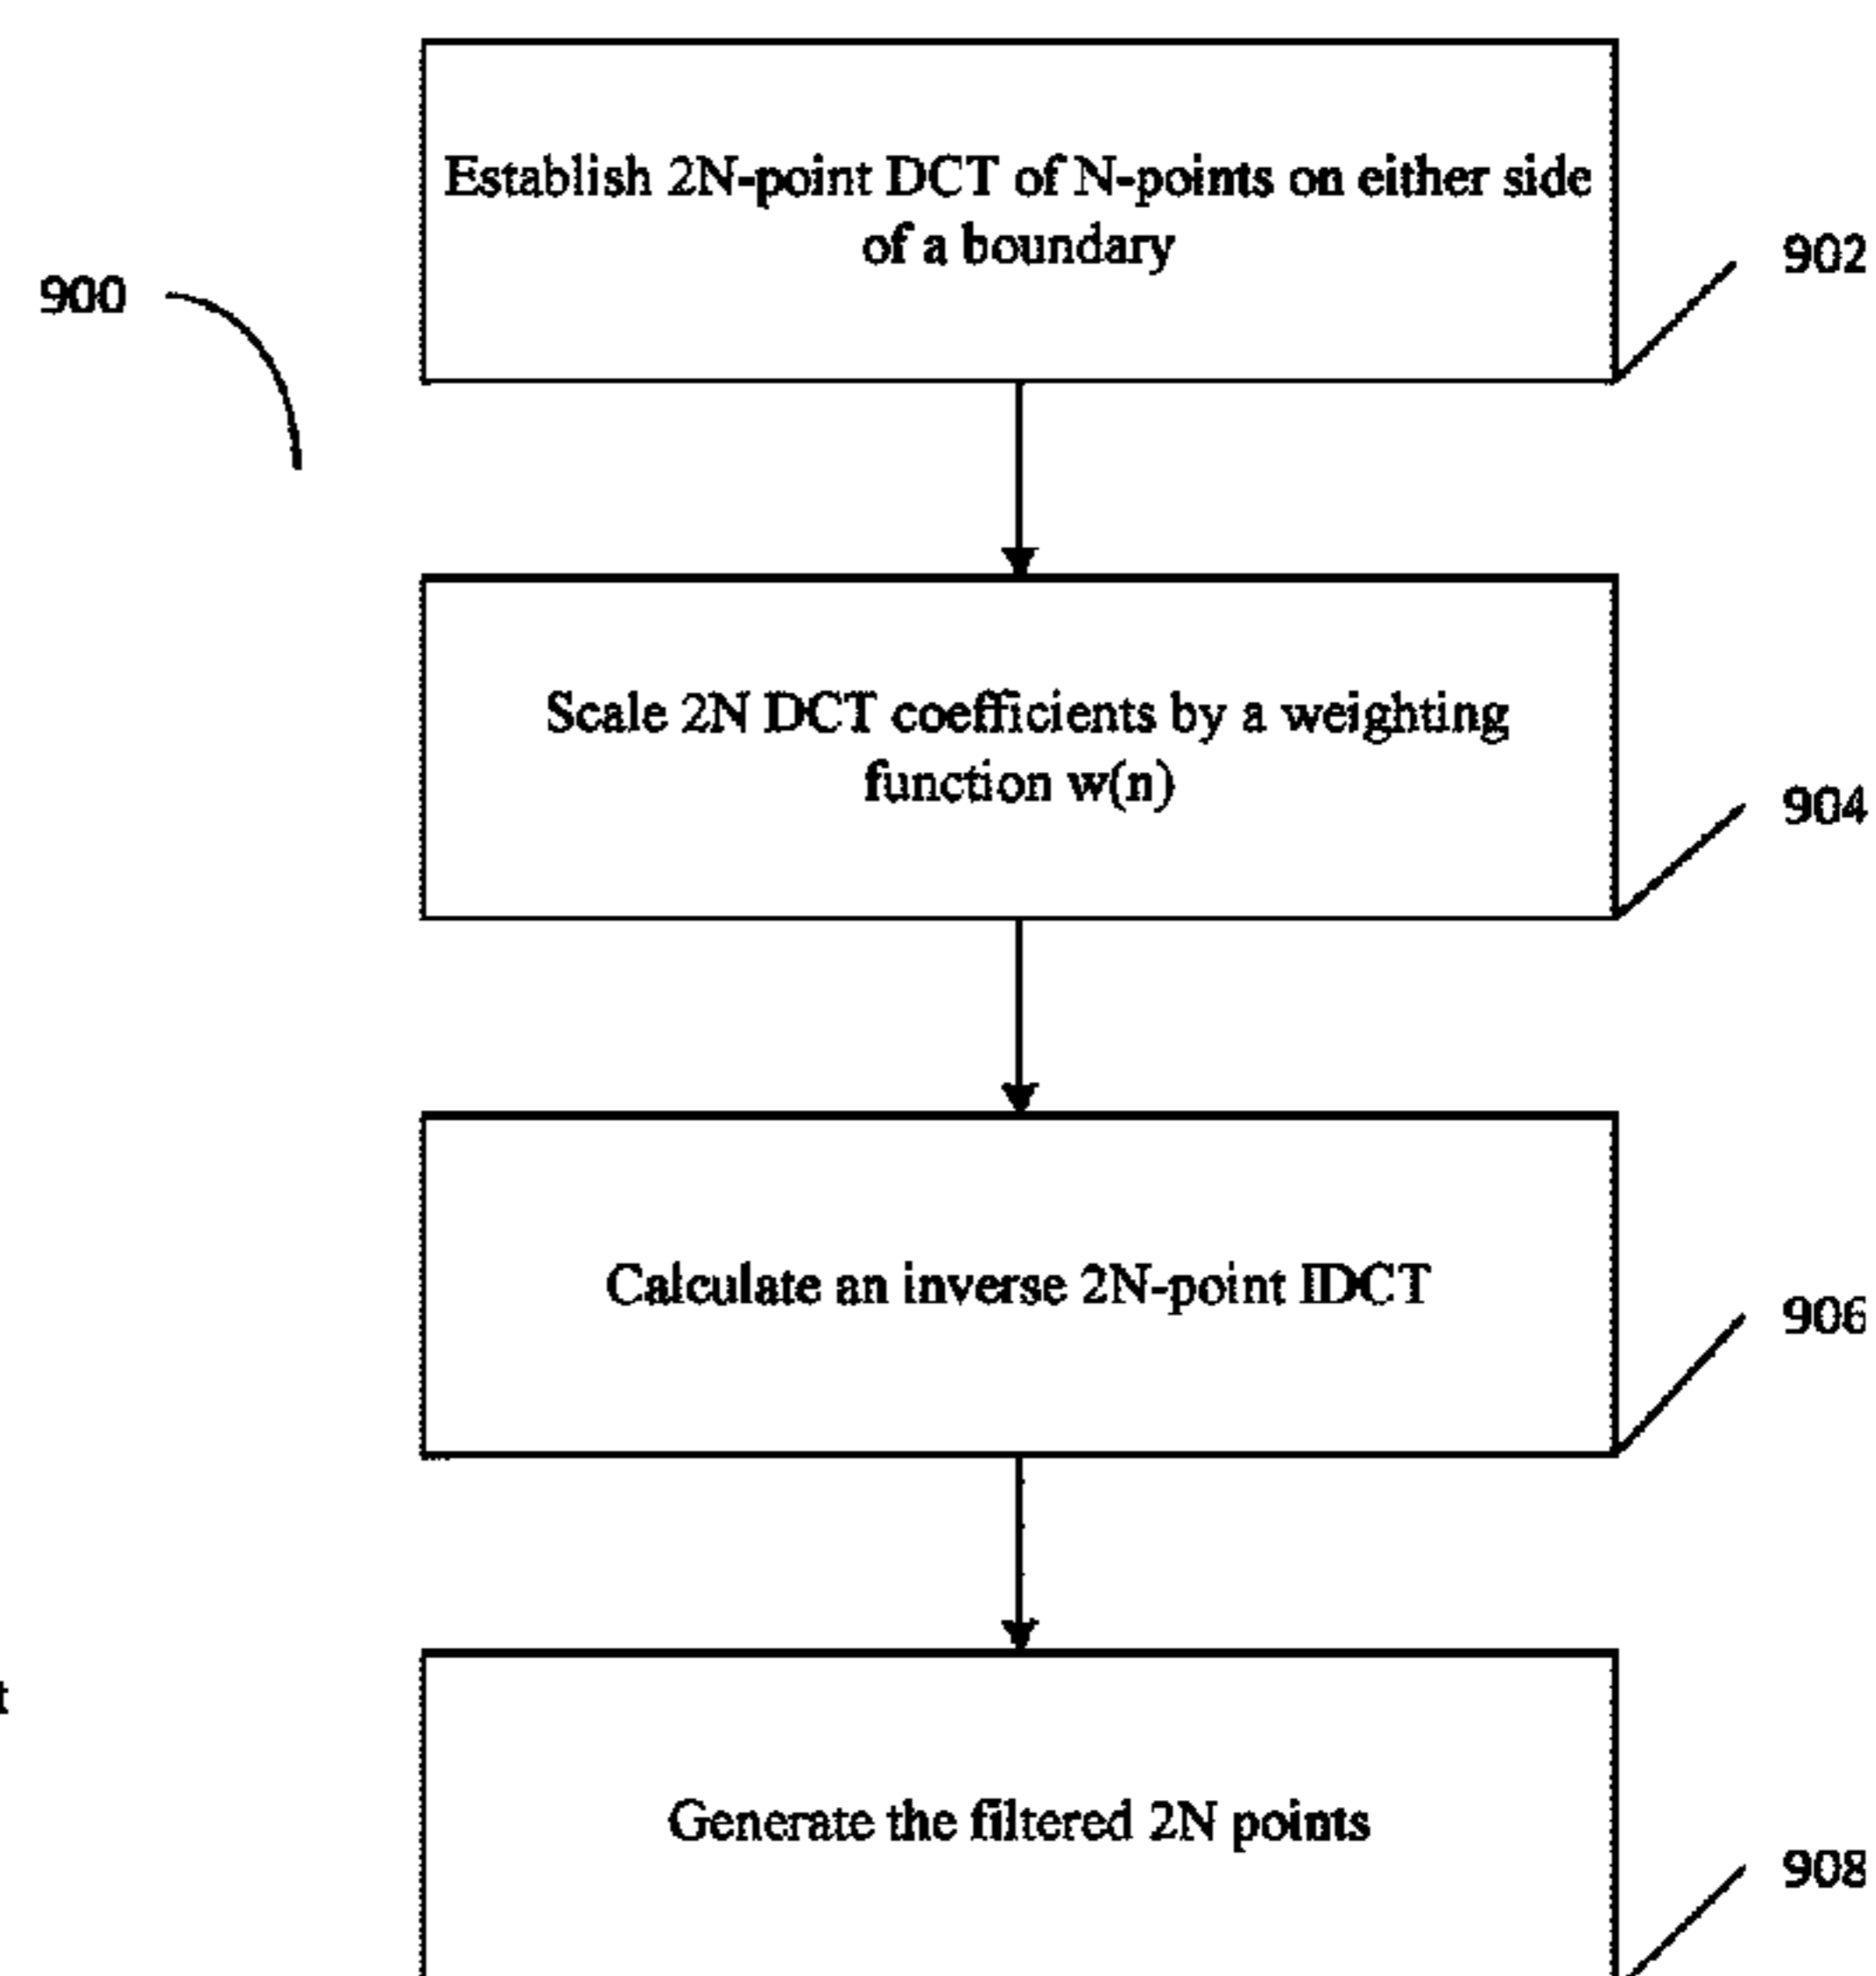 Establish 2N-point DCT of N-points on either side
of a boundary
902
900
Scale 2N DCT coefficients by a weighting
function w(n)
904
Calculate an inverse 2N-point IDCT
906
Generate the filtered 2N points
908